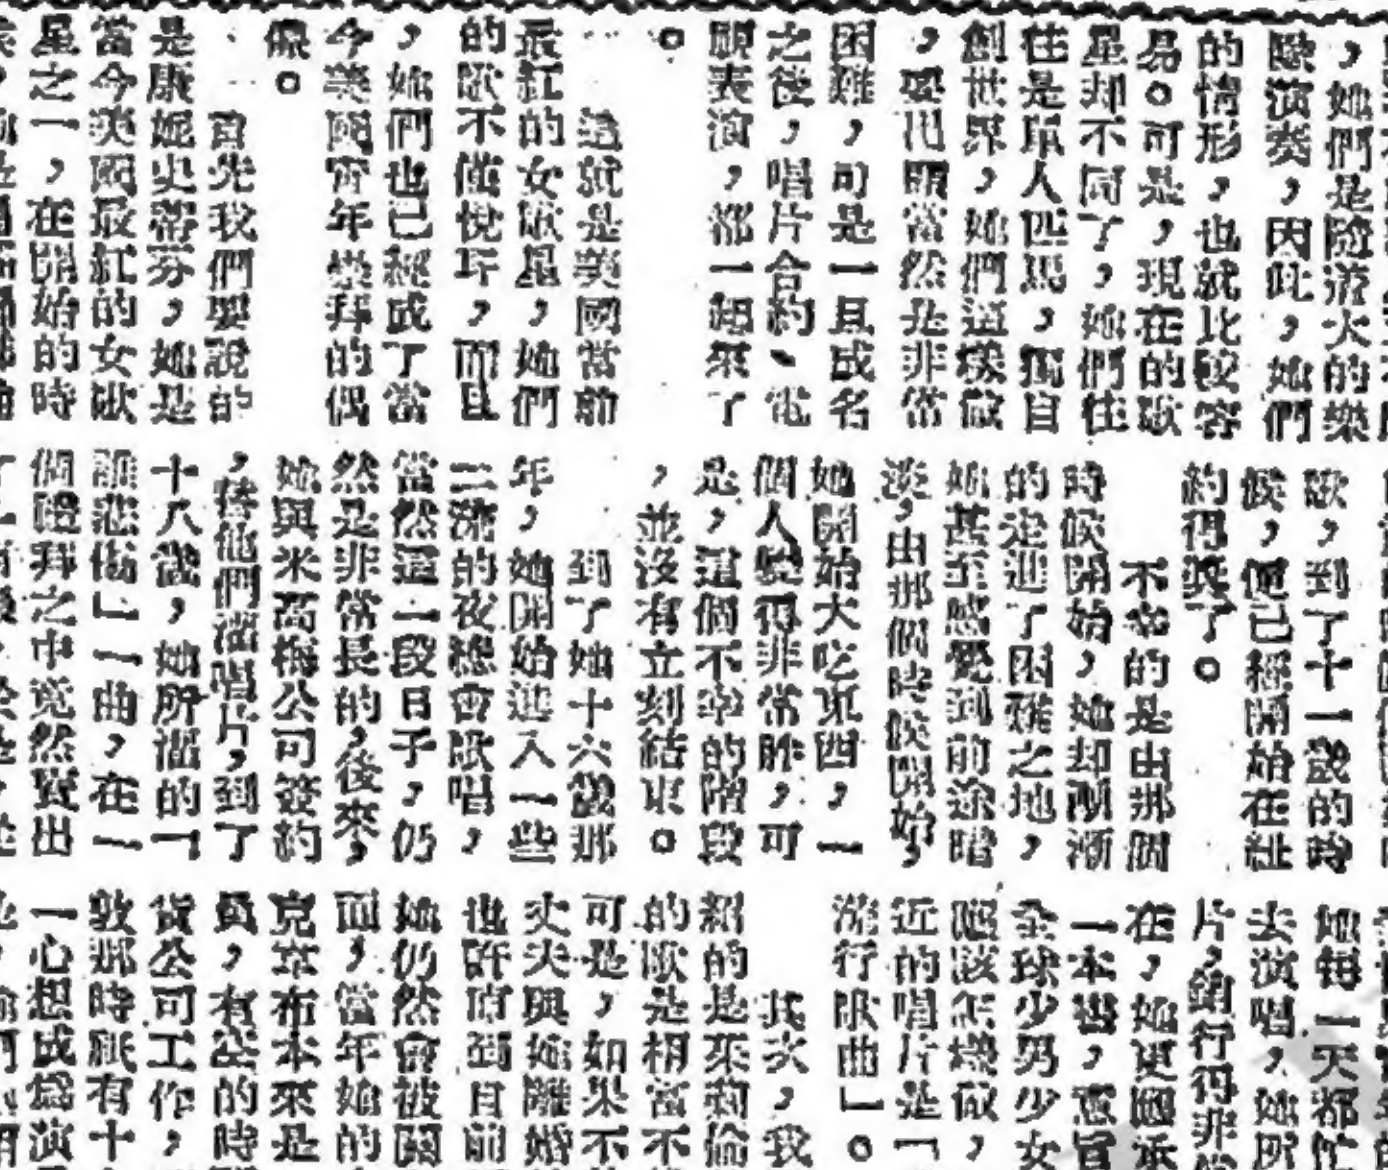 ，她們是隨着大的樂
隊演奏，因此，她們
的情形，也就比較容
易。可是，現在的歌
星却不同了，她們往
往是單人匹馬，獨自
創世界，她們這樣做
，要出頭當然是非常
困難，可是一旦成名
之後，唱片合約、電
視表演，都一起來了
。
這就是美國當前
最紅的女歌星，她們
的歌不僅悅耳，而且
，她們也已經成了當
今美國青年崇拜的偶
像。
首先我們要說的
是康妮史蒂芬，她是
當今美國最紅的女歌
星之一，在開始的時
歌，到了十一歲的時
候，便已經開始在紐
約得獎了。
不幸的是由那個
時候開始，她却漸漸
的走進了困難之地，
她甚至感覺到前途暗
淡，由那個時候開始，
她開始大吃東西，一
個人變得非常胖，可
是，這個不幸的階段
，並沒有立刻結束。
到了她十六歲那
年，她開始進入一些
二流的夜總會歌唱，
當然這一段日子，仍
然是非常長的，後來，
她與米高梅公司簽約
，替他們灌唱片，到了
十八歲，她所灌的「
誰悲傷」一曲，在一
個禮拜之中竟然賣出
她每一天都忙
去演唱，她所
片，銷行得非
在，她更
一本書，
全球少男少女
應該怎樣做，
近的唱片是「
流行歌曲」。
其次，我
紹的是來莉倫
的歌是相當不
可是，如果不
丈夫與她離婚
也許直到目前
她仍然會被
而，當年她的
克京布本來是
員，有空的時
貨公司工作，
敦那時祇有十
一心想成為演